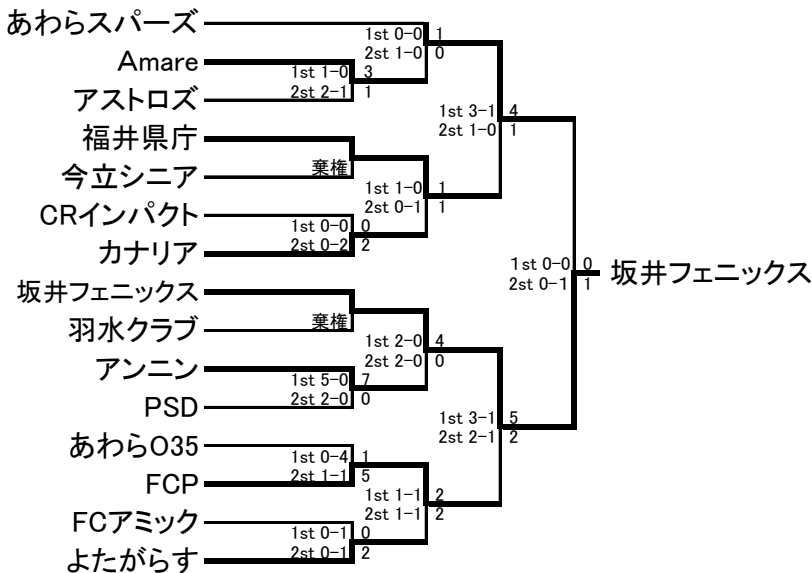 あわらスパーズ
1st 0-0 1
2st 1-0 0
Amare
1st 1-0 3
2st 2-1 1
アストロズ
1st 3-1 4
2st 1-0 1
福井県庁
棄権
今立シニア
1st 1-0 1
2st 0-1 1
CRインパクト
1st 0-0 0
2st 0-2 2
カナリア
1st 0-0 0
2st 0-1 1
坂井フェニックス
坂井フェニックス
棄権
羽水クラブ
1st 2-0 4
2st 2-0 0
アンニン
1st 5-0 7
2st 2-0 0
PSD
1st 3-1 5
2st 2-1 2
あわらO35
1st 0-4 1
2st 1-1 5
FCP
1st 1-1 2
2st 1-1 2
FCアミック
1st 0-1 0
2st 0-1 2
よたがらす